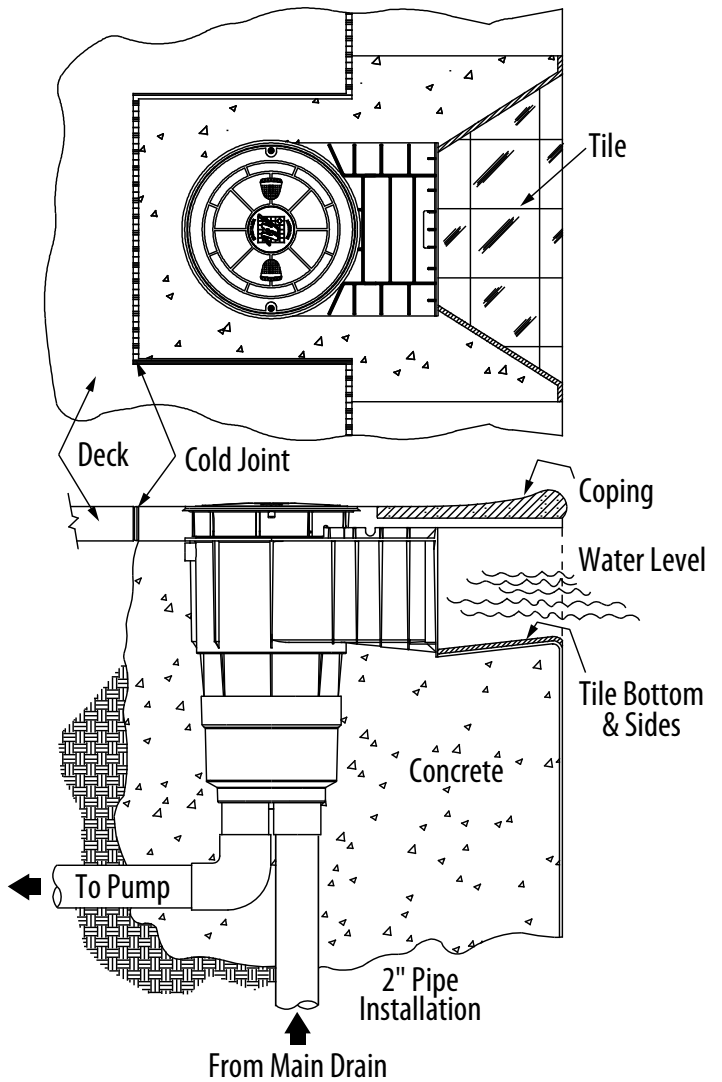 Tile
Deck
Cold Joint
Coping
Water Level
Tile Bottom
& Sides
Concrete
To Pump
2" Pipe
Installation
From Main Drain